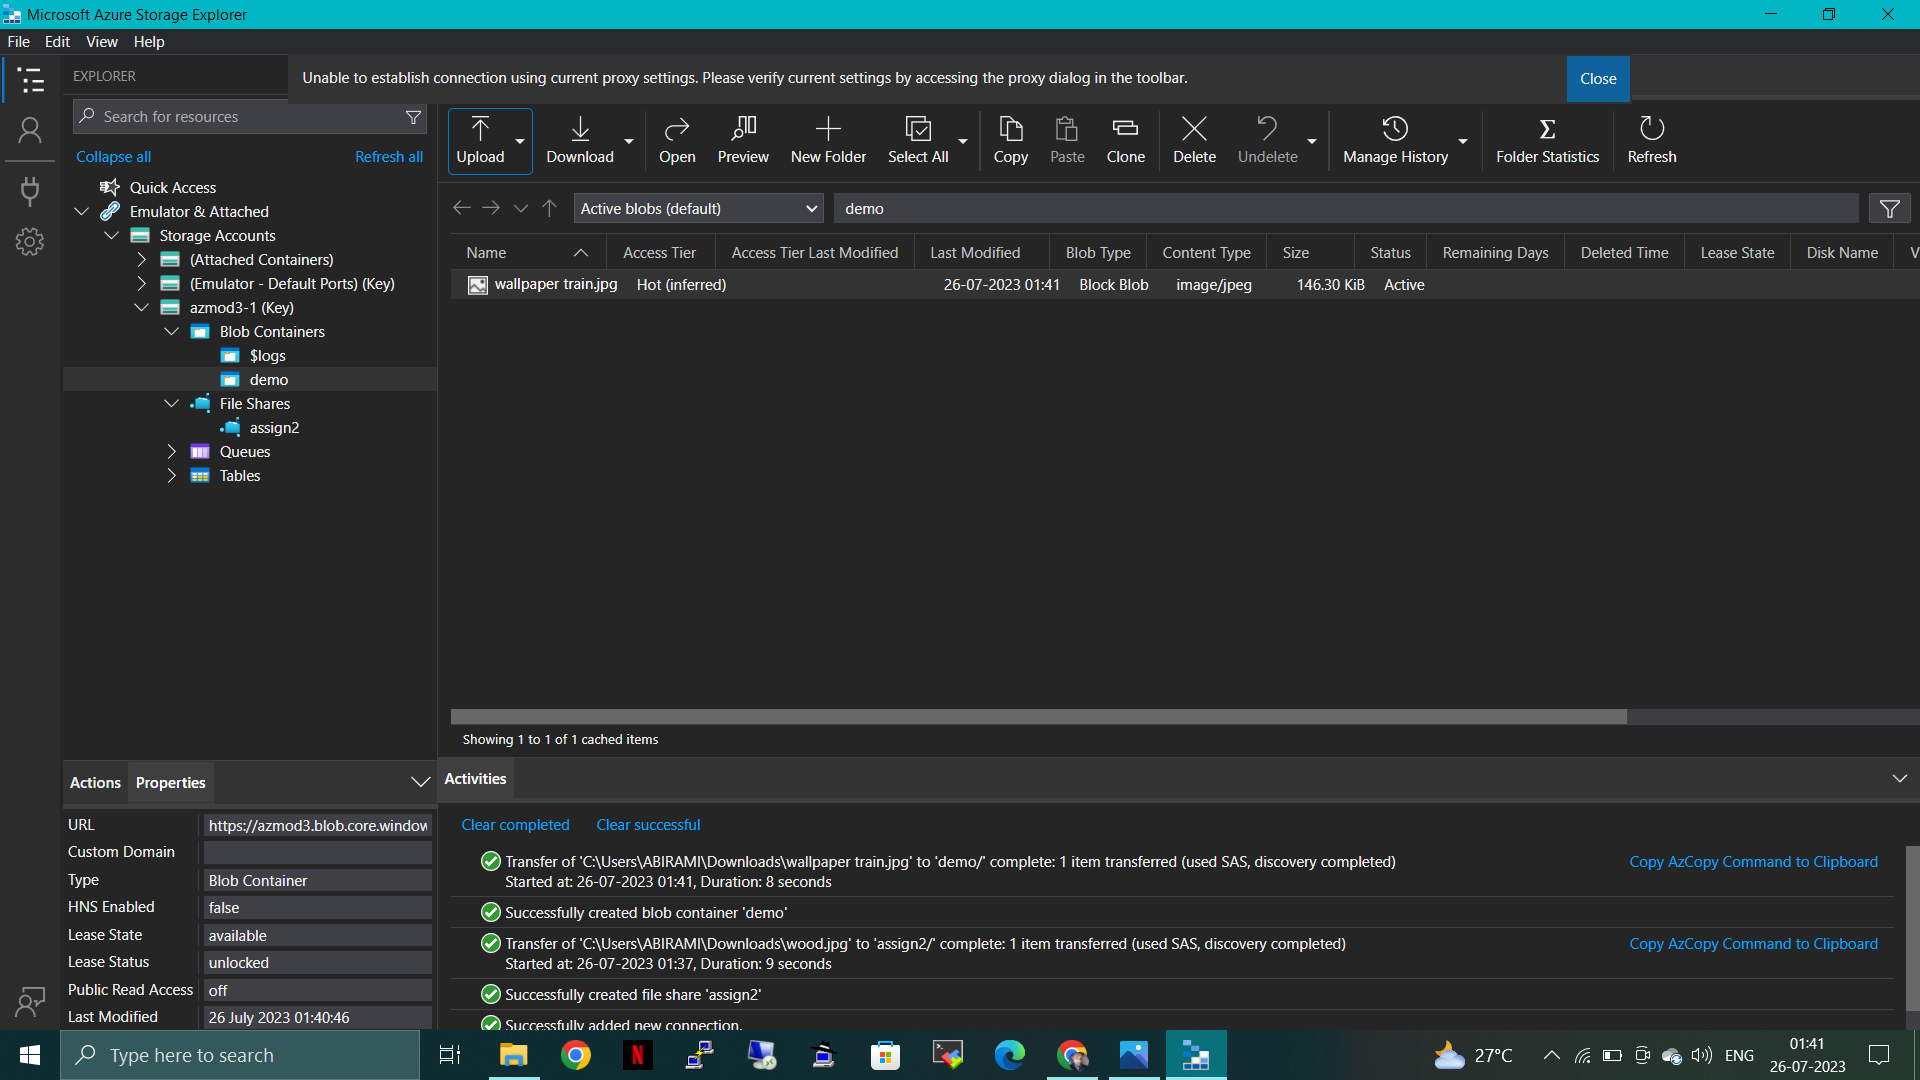 Microsoft Azure Storage Explorer
File Edit View Help
EXPLORER
Unable to establish connection using current proxy settings. Please verify current settings by accessing the proxy dialog in the toolbar.
Close
Search for resources
Collapse all
Refresh all
Quick Access
Emulator & Attached
Storage Accounts
(Attached Containers)
(Emulator - Default Ports) (Key)
azmod3-1 (Key)
Blob Containers
$logs
demo
File Shares
assign2
Queues
Tables
Upload Download Open Preview New Folder Select All Copy Paste Clone Delete Undelete Manage History Folder Statistics Refresh
Active blobs (default)
demo
Name Access Tier Access Tier Last Modified Last Modified Blob Type Content Type Size Status Remaining Days Deleted Time Lease State Disk Name V
wallpaper train.jpg Hot (inferred) 26-07-2023 01:41 Block Blob image/jpeg 146.30 KiB Active
Showing 1 to 1 of 1 cached items
Actions Properties
URL https://azmod3.blob.core.window
Custom Domain
Type Blob Container
HNS Enabled false
Lease State available
Lease Status unlocked
Public Read Access off
Last Modified 26 July 2023 01:40:46
Activities
Clear completed Clear successful
Transfer of 'C:\Users\ABIRAMI\Downloads\wallpaper train.jpg' to 'demo/' complete: 1 item transferred (used SAS, discovery completed)
Started at: 26-07-2023 01:41, Duration: 8 seconds
Copy AzCopy Command to Clipboard
Successfully created blob container 'demo'
Transfer of 'C:\Users\ABIRAMI\Downloads\wood.jpg' to 'assign2/' complete: 1 item transferred (used SAS, discovery completed)
Started at: 26-07-2023 01:37, Duration: 9 seconds
Copy AzCopy Command to Clipboard
Successfully created file share 'assign2'
Successfully added new connection.
Type here to search
N
27°C
ENG
01:41
26-07-2023